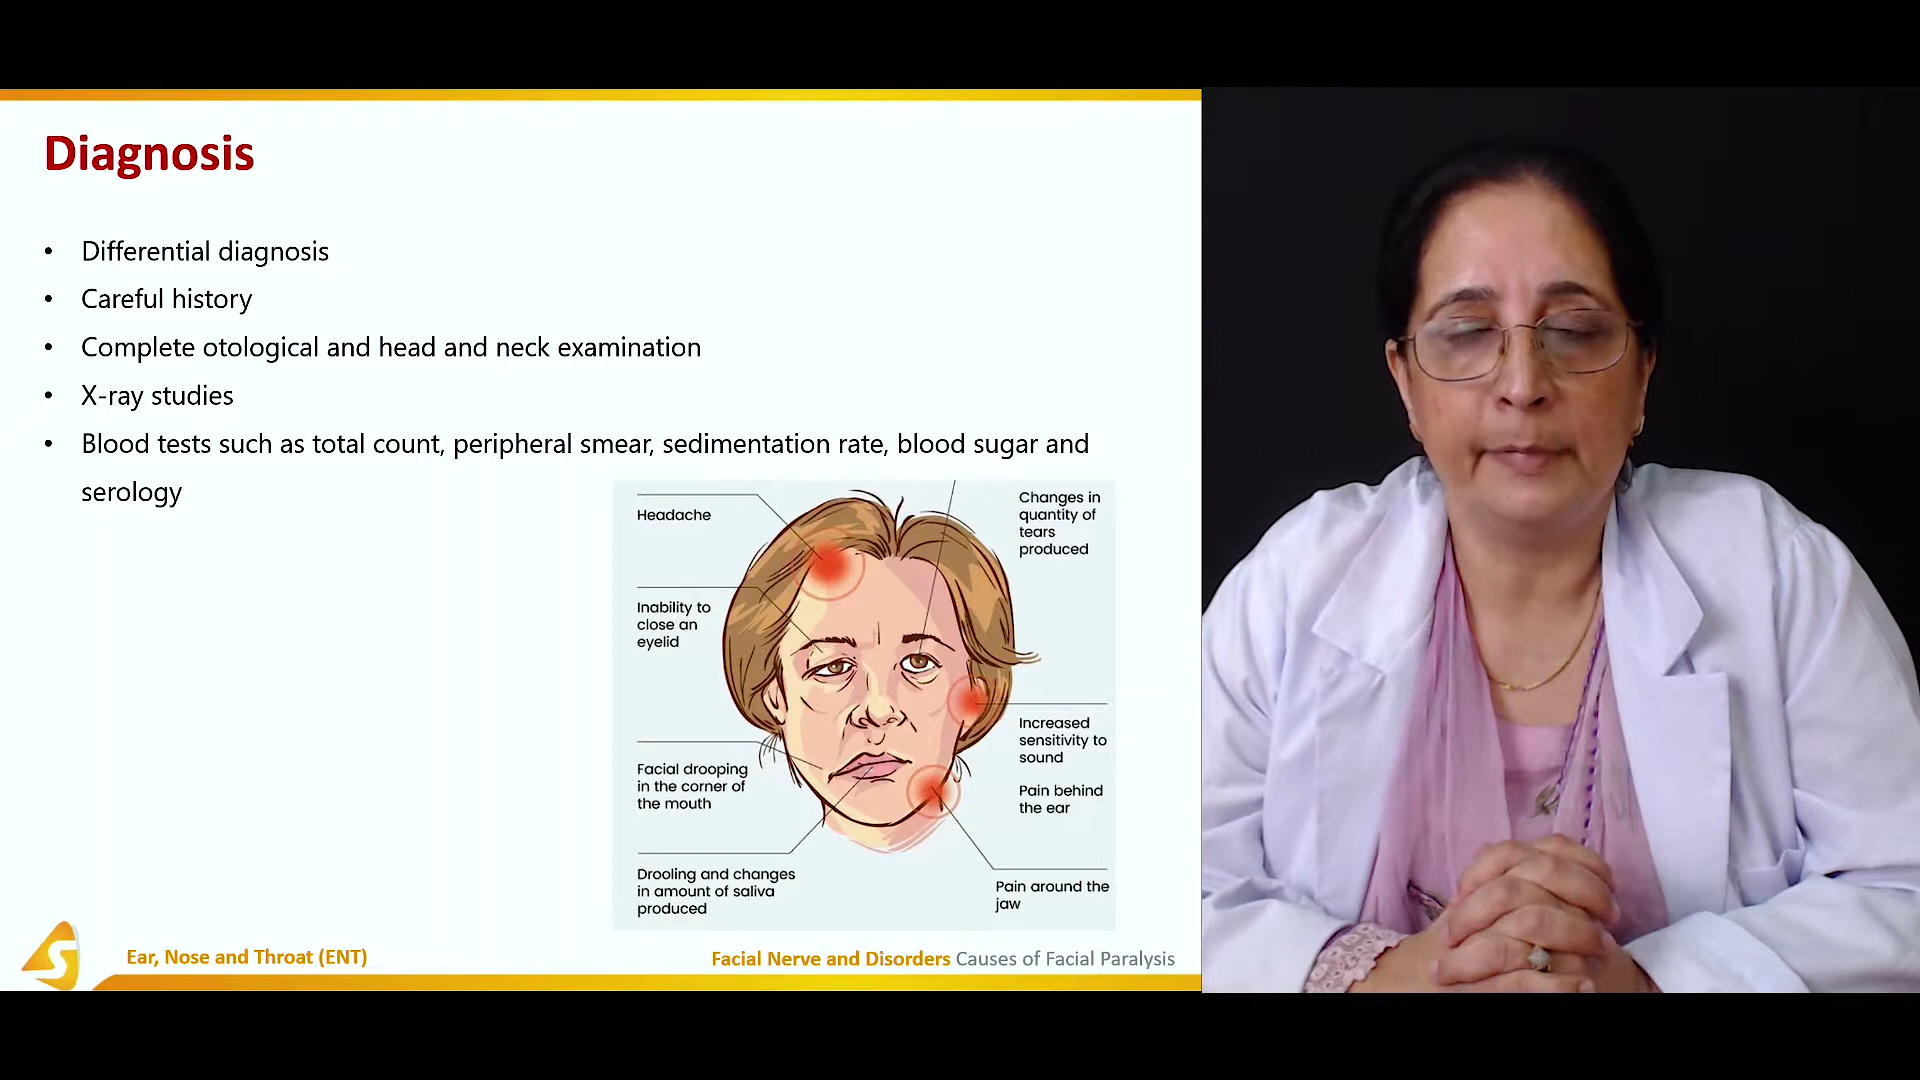 Diagnosis
• Differential diagnosis
• Careful history
• Complete otological and head and neck examination
• X-ray studies
• Blood tests such as total count, peripheral smear, sedimentation rate, blood sugar and
serology
Headache
Inability to
close an
eyelid
Facial drooping
in the corner of
the mouth
Drooling and changes
in amount of saliva
produced
Changes in
quantity of
tears
produced
Increased
sensitivity to
sound
Pain behind
the ear
Pain around the
jaw
S
Ear, Nose and Throat (ENT)
Facial Nerve and Disorders Causes of Facial Paralysis